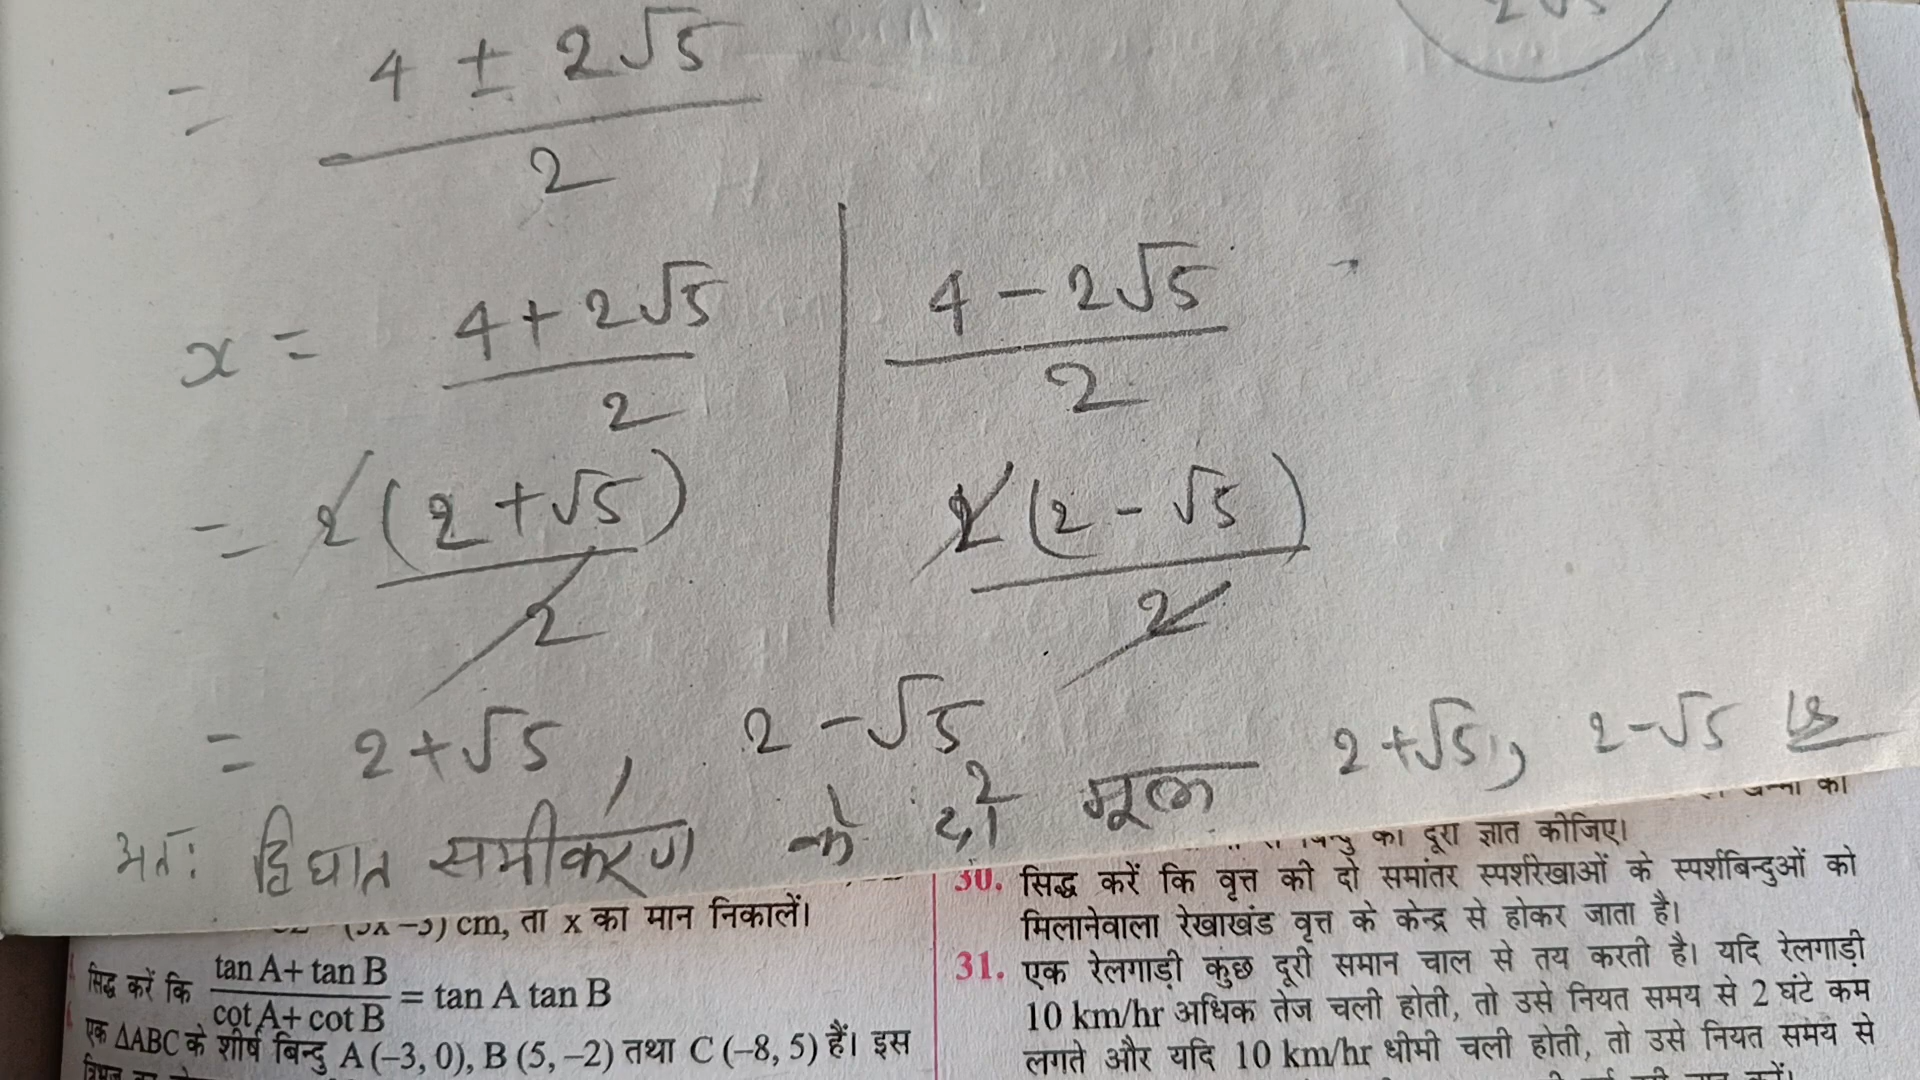 = 4 ± 2√5 / 2
x = 4 + 2√5 / 2 | 4 - 2√5 / 2
= 2(2 + √5) / 2 | 2(2 - √5) / 2
= 2 + √5, 2 - √5
अतः द्विघात समीकरण के दो मूल 2 + √5, 2 - √5
–3) cm, ता x का मान निकालें।
सिद्ध करें कि tan A+ tan B / cot A+ cot B = tan A tan B
एक ΔABC के शीर्ष बिन्दु A (–3, 0), B (5, –2) तथा C (–8, 5) हैं। इस
का दूरी ज्ञात कीजिए।
30. सिद्ध करें कि वृत्त की दो समांतर स्पर्शरेखाओं के स्पर्शबिन्दुओं को
मिलानेवाला रेखाखंड वृत्त के केन्द्र से होकर जाता है।
31. एक रेलगाड़ी कुछ दूरी समान चाल से तय करती है। यदि रेलगाड़ी
10 km/hr अधिक तेज चली होती, तो उसे नियत समय से 2 घंटे कम
लगते और यदि 10 km/hr धीमी चली होती, तो उसे नियत समय से